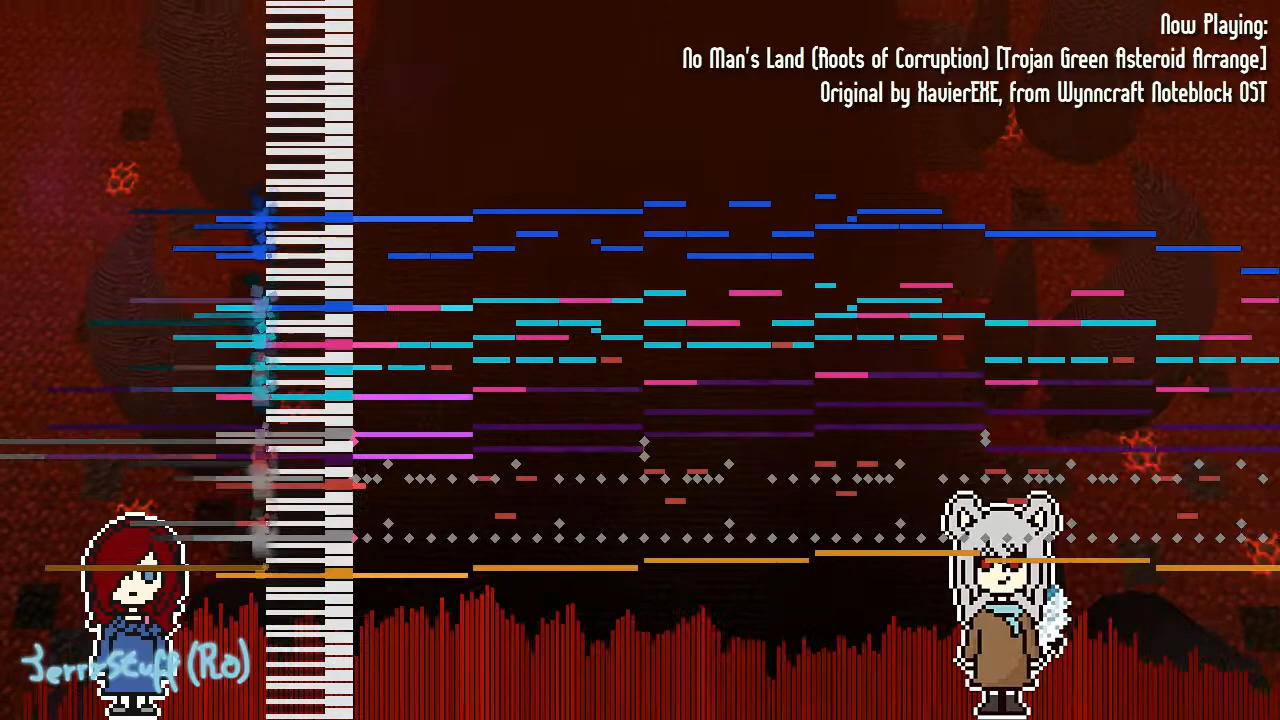 Now Playing:
No Man's Land (Roots of Corruption) [Trojan Green Asteroid Arrange]
Original by XavierEXE, from Wynncraft Noteblock OST
(Ro)